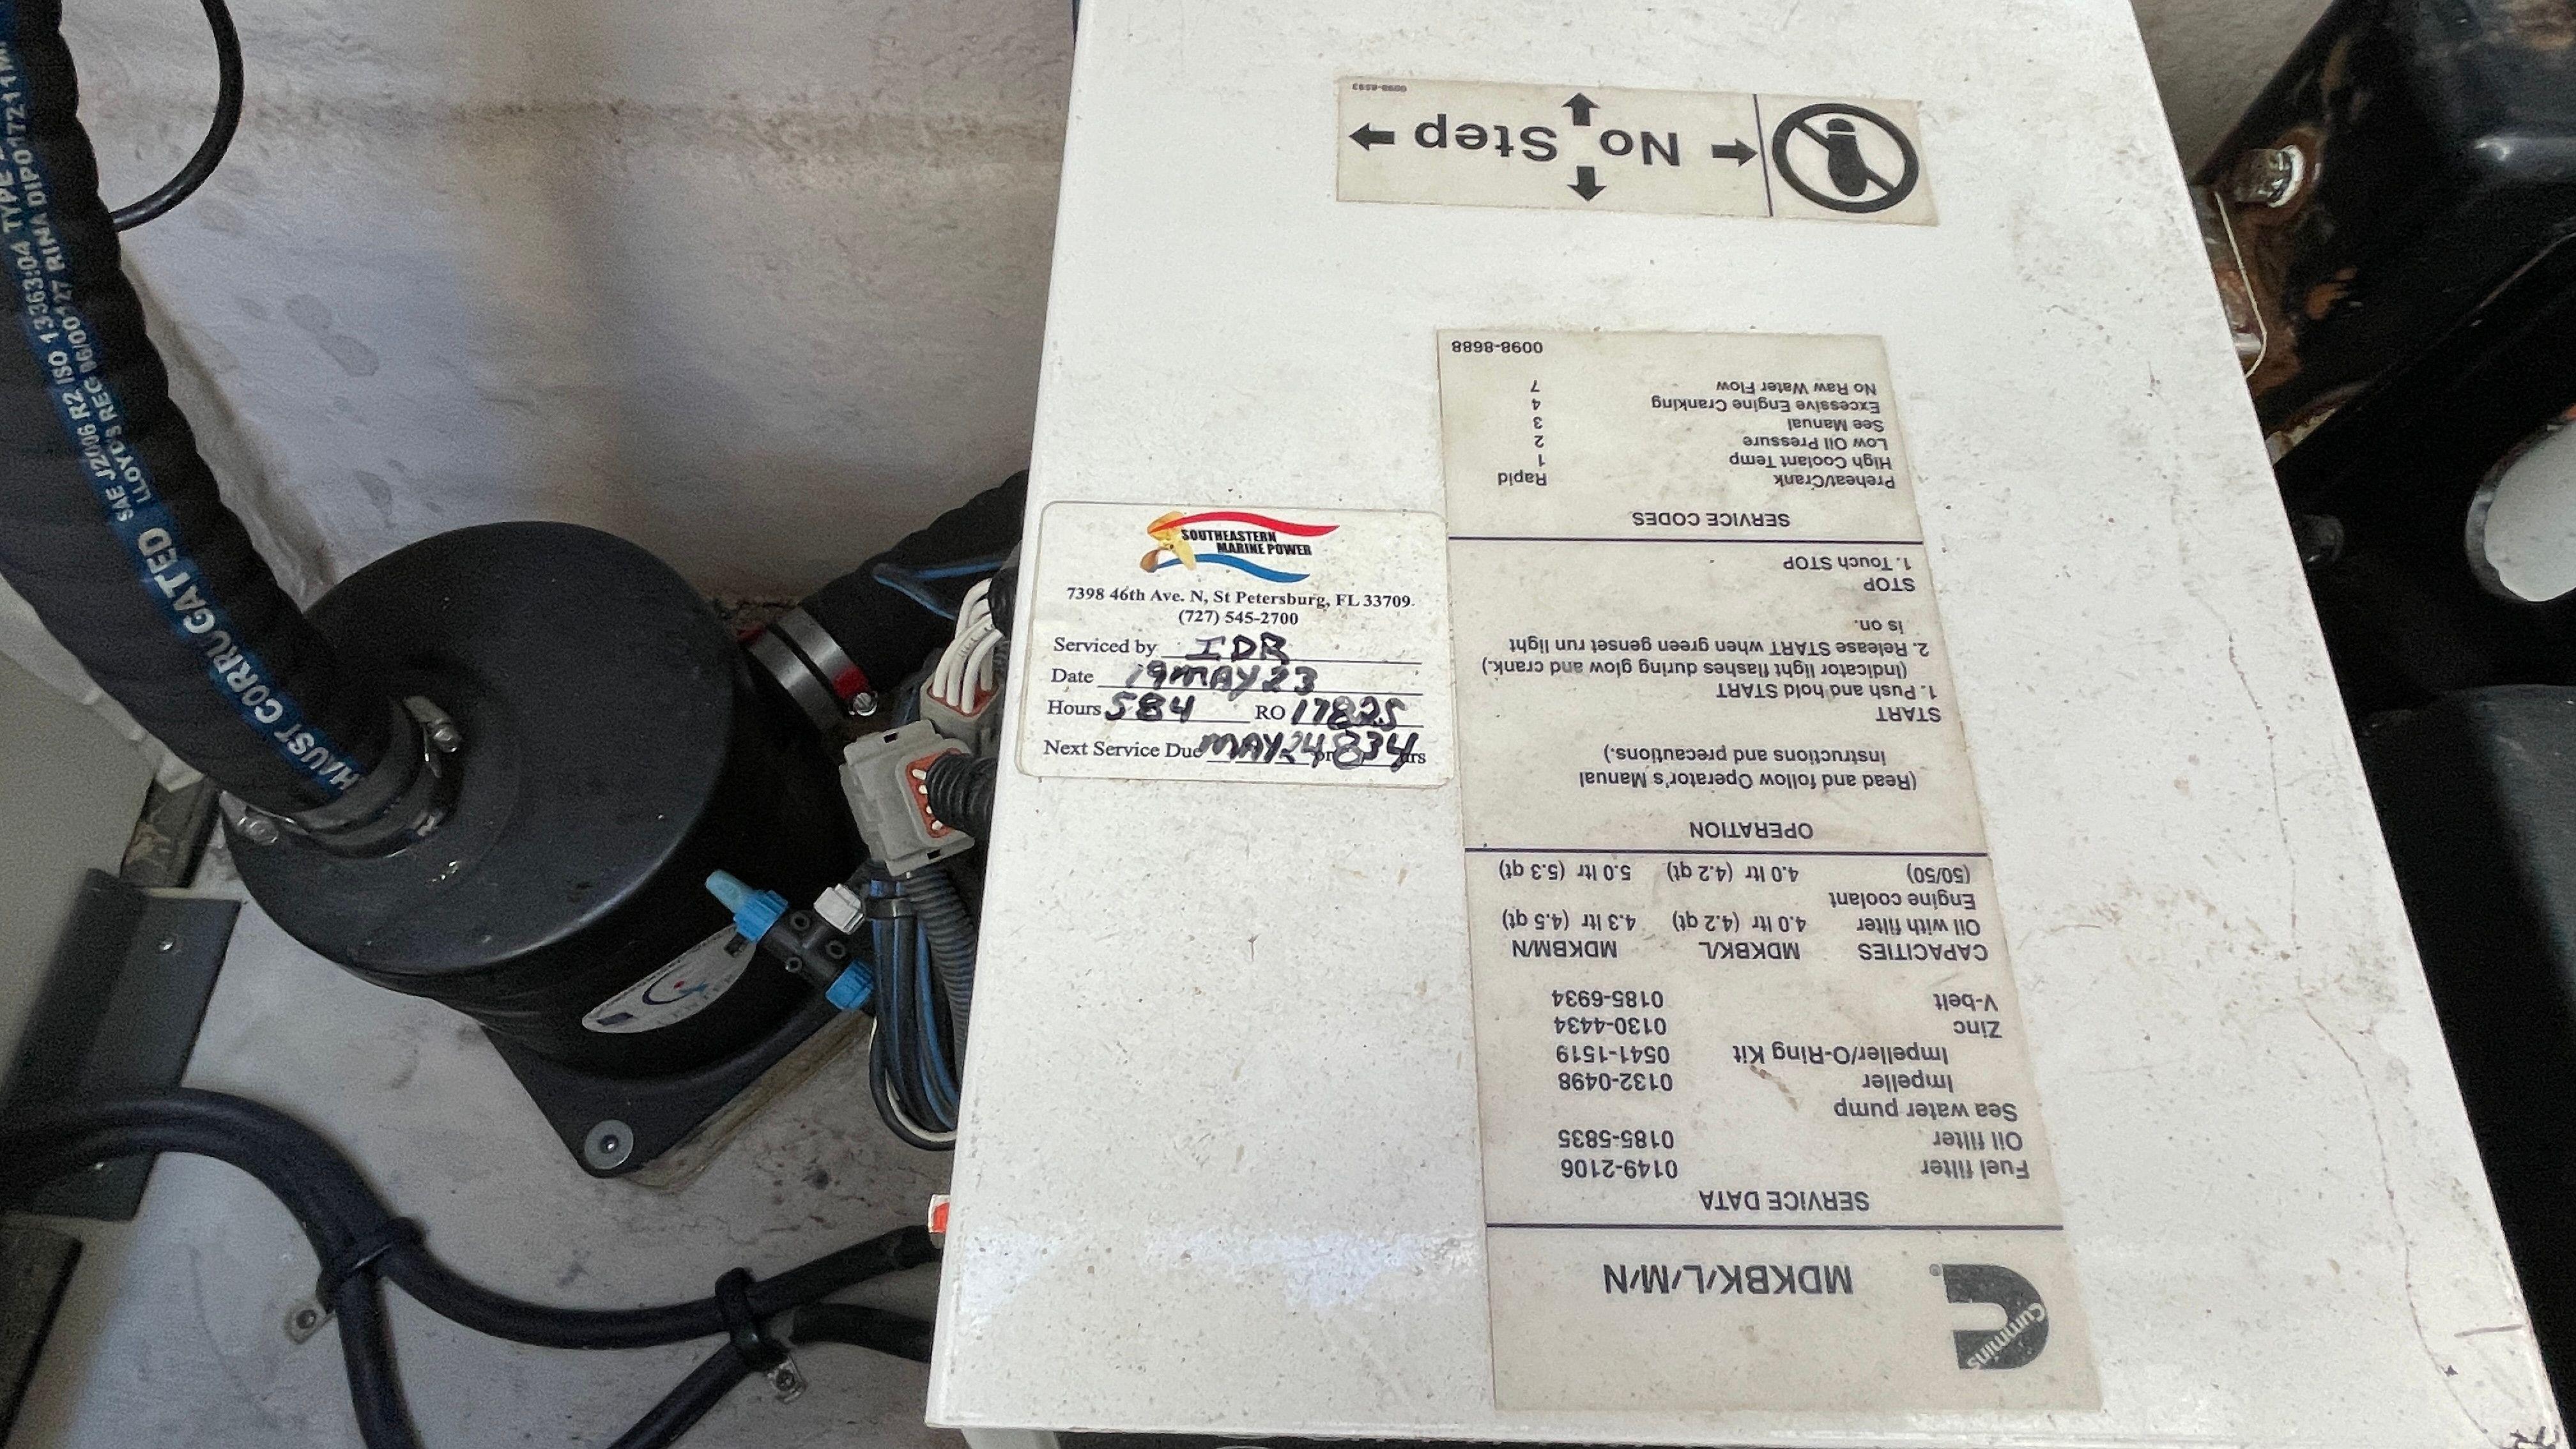 SAE J2006 R2 ISO 13363:04 TYPE
LLOYDS REG 96/00127 RINA DIP017211M
HAUST CORRUGATED
0098-8593
No Step
SOUTHEASTERN
MARINE POWER
7398 46th Ave. N, St Petersburg, FL 33709
(727) 545-2700
Serviced by IDR
Date 19MAY23
Hours 584 RO 17825
Next Service Due MAY24 or 834 hrs
Cummins
MDKBK/L/M/N
SERVICE DATA
Fuel filter 0149-2106
Oil filter 0185-5835
Sea water pump
Impeller 0132-0498
Impeller/O-Ring Kit 0541-1519
Zinc 0130-4434
V-belt 0185-6934
CAPACITIES MDKBK/L MDKBM/N
Oil with filter 4.0 ltr (4.2 qt) 4.3 ltr (4.5 qt)
Engine coolant
(50/50) 4.0 ltr (4.2 qt) 5.0 ltr (5.3 qt)
OPERATION
(Read and follow Operator's Manual
Instructions and precautions.)
START
1. Push and hold START
(Indicator light flashes during glow and crank.)
2. Release START when green genset run light
is on.
STOP
1. Touch STOP
SERVICE CODES
Preheat/Crank Rapid
High Coolant Temp 1
Low Oil Pressure 2
See Manual 3
Excessive Engine Cranking 4
No Raw Water Flow 7
0098-8688